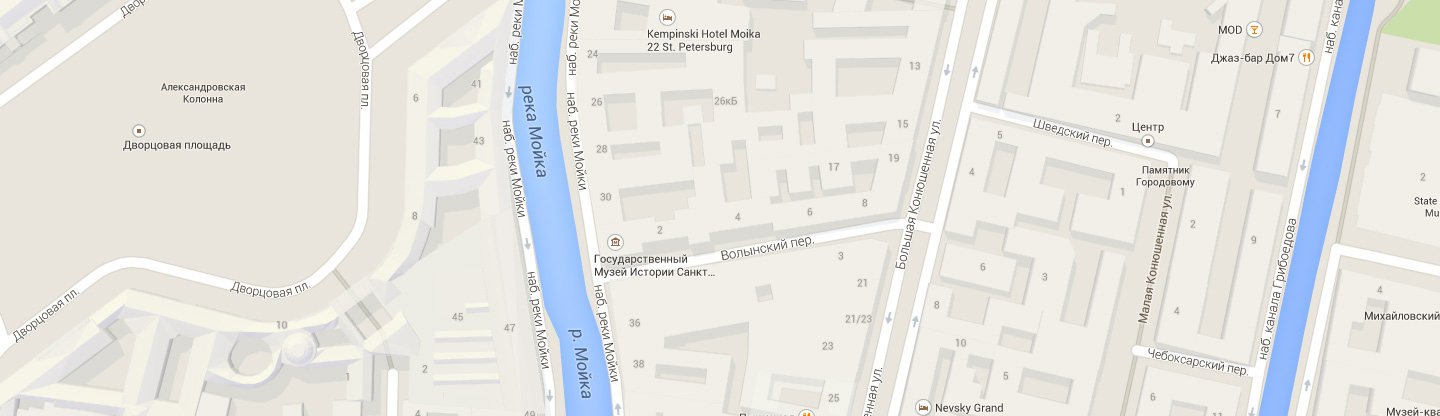 Дворцовая пл.
Александровская
Колонна
Дворцовая площадь
Дворцовая пл.
Дворцовая пл.
6
41
43
8
10
45
47
2
1
наб. реки Мойки
река Мойка
наб. реки Мойки
наб. реки Мойки
р. Мойка
наб. реки Мойки
наб. реки Мойки
наб. реки Мойки
Kempinski Hotel Moika
22 St. Petersburg
24
26
26кБ
28
30
2
4
6
8
13
15
17
19
Государственный
Музей Истории Санкт...
Волынский пер.
3
21
21/23
23
25
36
38
Большая Конюшенная ул.
MOD
Джаз-бар Дом7
Шведский пер.
Центр
Памятник
Городовому
Малая Конюшенная ул.
5
4
2
1
7
2
9
4
6
3
8
10
5
7
11
6
Чебоксарский пер.
Nevsky Grand
наб. канала Грибоедова
2
State
Mu
4
Михайловский
Музей-ква